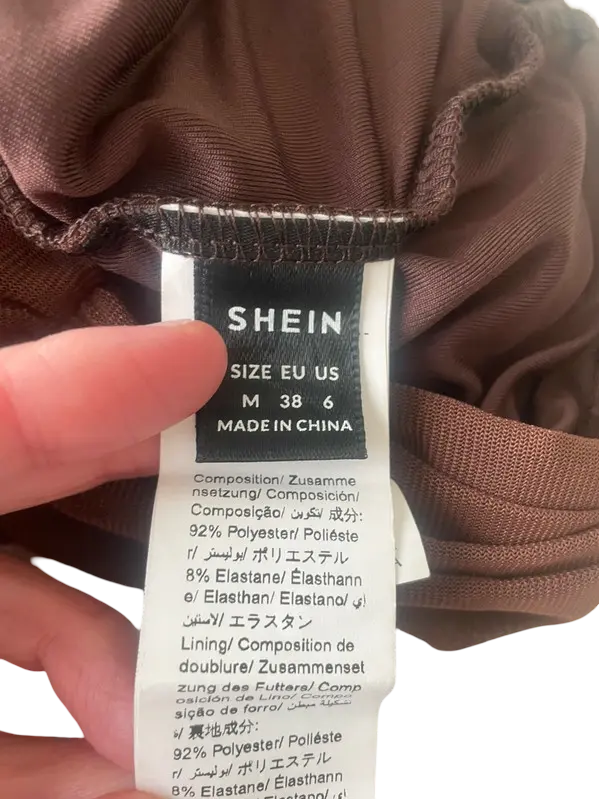 SHEIN
SIZE EU US
M 38 6
MADE IN CHINA
Composition/ Zusamme
nsetzung/ Composición/
Composição/ تكوين/ 成分:
92% Polyester/ Polièste
r/ بوليستر/ ポリエステル
8% Elastane/ Élasthann
e/ Elasthan/ Elastano/ إي
لاستين/ エラスタン
Lining/ Composition de
doublure/ Zusammenset
zung des Futters/ Comp
osición de Lino/ Compo
sição de forro/ تشكيلة مبطن
/ 裏地成分:
92% Polyester/ Polièste
r/ بوليستر/ ポリエステル
8% Elastane/ Élasthann